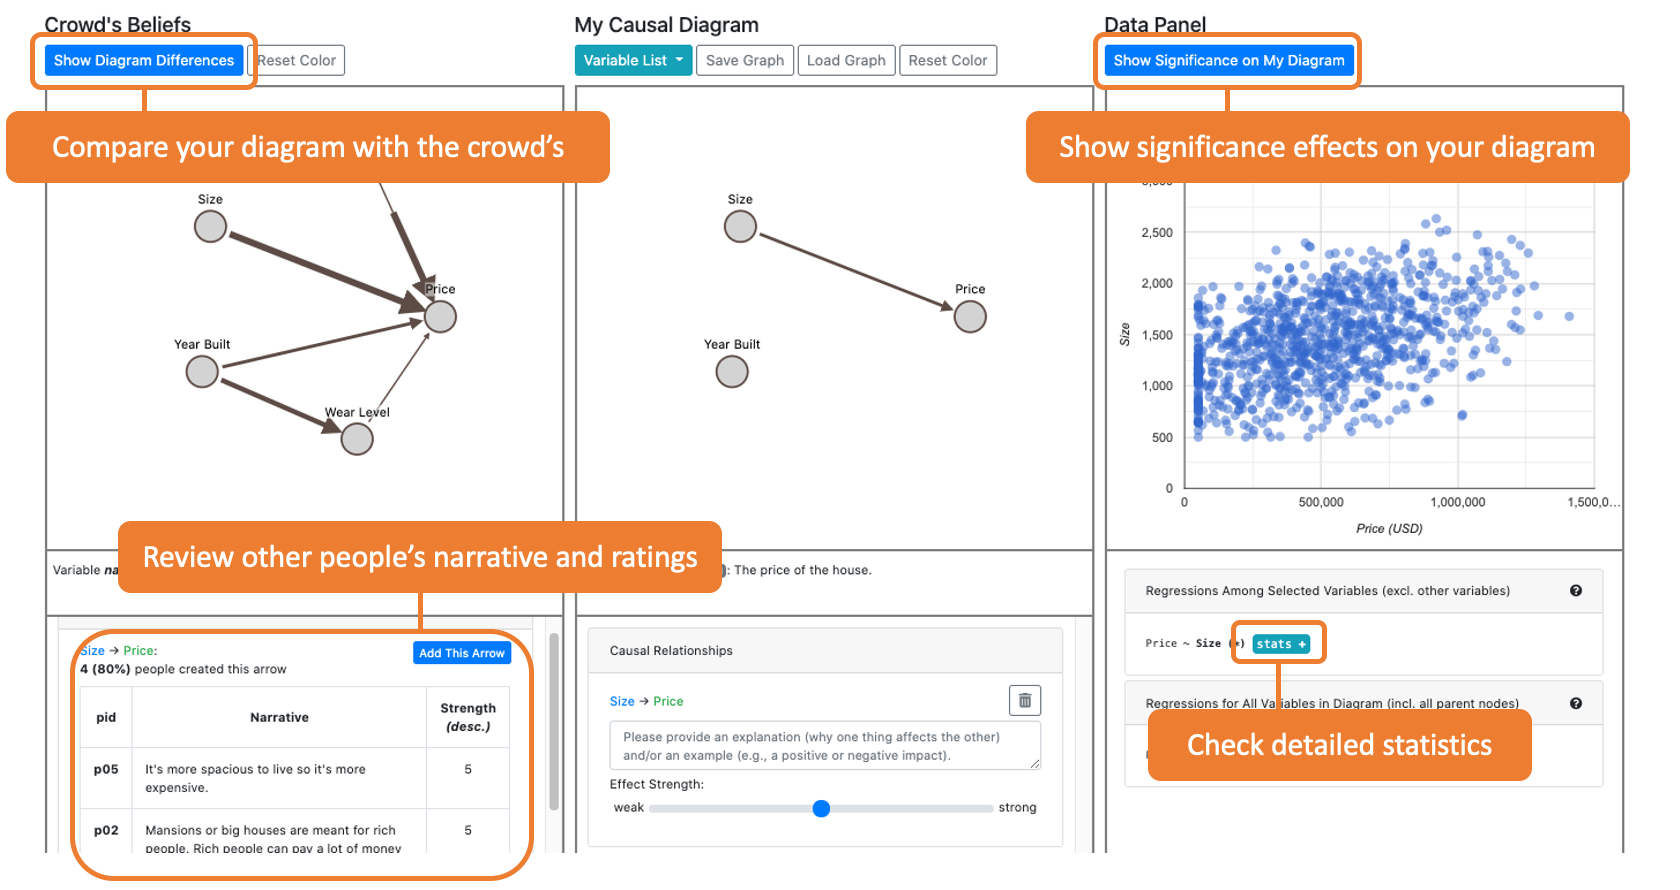 Crowd's Beliefs
Show Diagram Differences
Reset Color
Compare your diagram with the crowd's
Size
Price
Year Built
Wear Level
Review other people's narrative and ratings
Variable
Size → Price:
4 (80%) people created this arrow
Add This Arrow
pid Narrative Strength
(desc.)
p05 It's more spacious to live so it's more
expensive.
5
p02 Mansions or big houses are meant for rich
people. Rich people can pay a lot of money
5
My Causal Diagram
Variable List
Save Graph
Load Graph
Reset Color
Size
Price
Year Built
: The price of the house.
Causal Relationships
Size → Price
Please provide an explanation (why one thing affects the other)
and/or an example (e.g., a positive or negative impact).
Effect Strength:
weak strong
Data Panel
Show Significance on My Diagram
Show significance effects on your diagram
2,500
2,000
1,500
1,000
500
0
Size
0 500,000 1,000,000 1,500,0...
Price (USD)
Regressions Among Selected Variables (excl. other variables)
Price ~ Size (*) stats +
Regressions for All Variables in Diagram (incl. all parent nodes)
Check detailed statistics